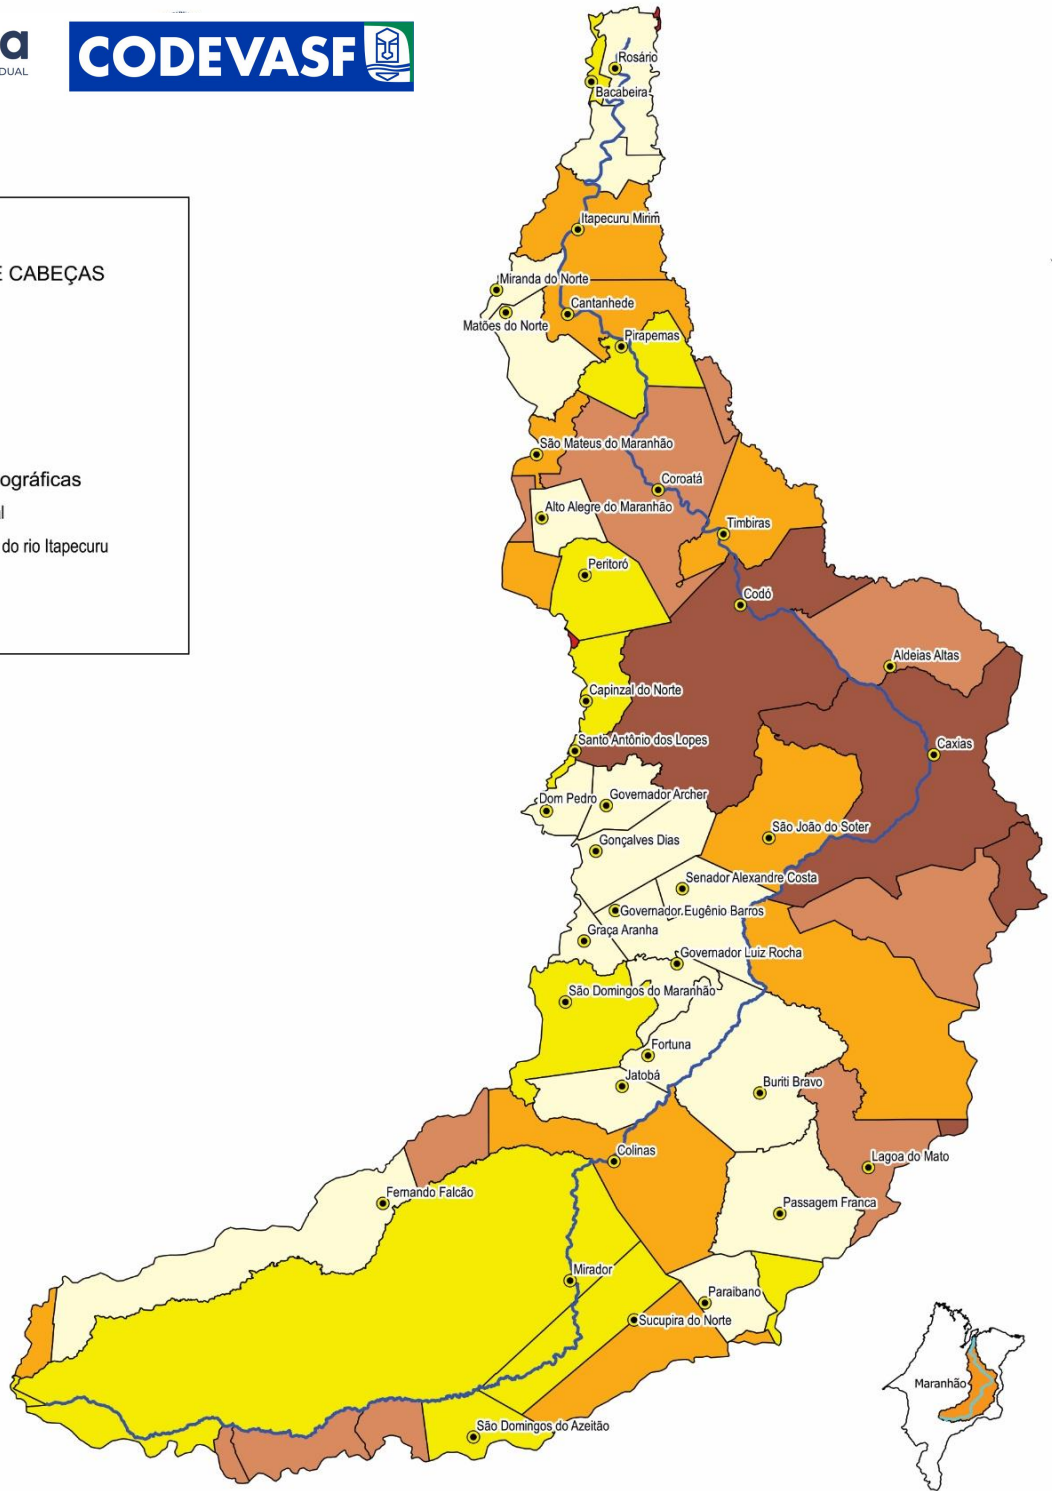 a
DUAL
CODEVASF
E CABEÇAS
ográficas
al
do rio Itapecuru
Rosário
Bacabeira
Itapecuru Mirim
Miranda do Norte
Cantanhede
Matões do Norte
Pirapemas
São Mateus do Maranhão
Coroatá
Alto Alegre do Maranhão
Timbiras
Peritoró
Codó
Aldeias Altas
Capinzal do Norte
Santo Antônio dos Lopes
Caxias
Dom Pedro
Governador Archer
São João do Soter
Gonçalves Dias
Senador Alexandre Costa
Governador Eugênio Barros
Graça Aranha
Governador Luiz Rocha
São Domingos do Maranhão
Fortuna
Jatobá
Buriti Bravo
Colinas
Lagoa do Mato
Fernando Falcão
Passagem Franca
Mirador
Paraibano
Sucupira do Norte
Maranhão
São Domingos do Azeitão